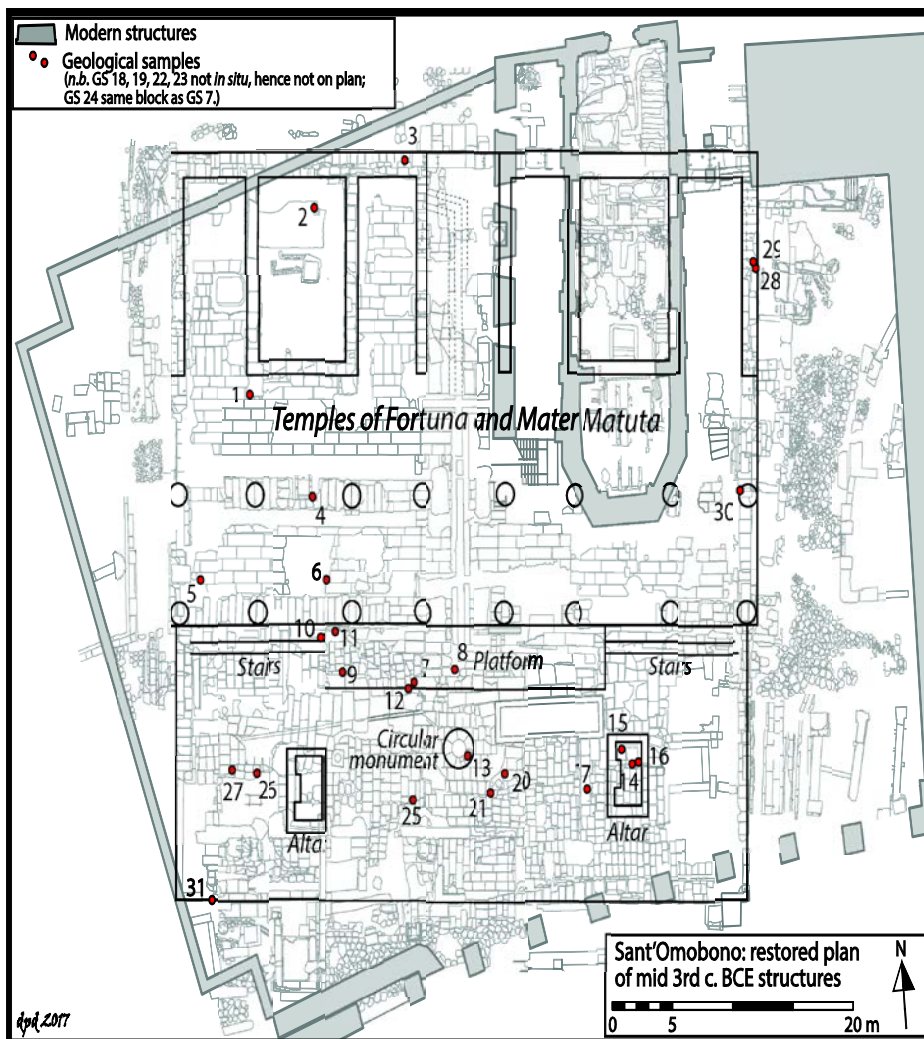 Modern structures
Geological samples
(n.b. GS 18, 19, 22, 23 not in situ, hence not on plan;
GS 24 same block as GS 7.)
3
2
29
28
1
Temples of Fortuna and Mater Matuta
4
3C
5
6
10
11
Stairs
9
8
Platform
Stairs
7
12
Circular
monument
13
15
16
14
27
25
25
20
21
7
Alta
Altar
31
Sant'Omobono: restored plan
of mid 3rd c. BCE structures
N
0 5 20 m
dpd 2017